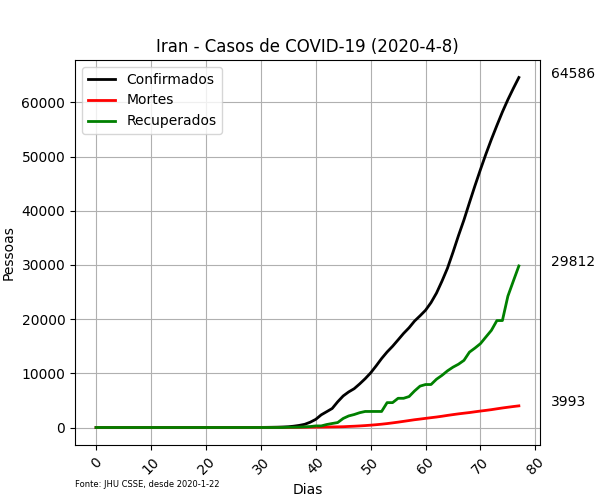 Iran - Casos de COVID-19 (2020-4-8)
Confirmados
Mortes
Recuperados
64586
29812
3993
Pessoas
60000
50000
40000
30000
20000
10000
0
0 10 20 30 40 50 60 70 80
Dias
Fonte: JHU CSSE, desde 2020-1-22